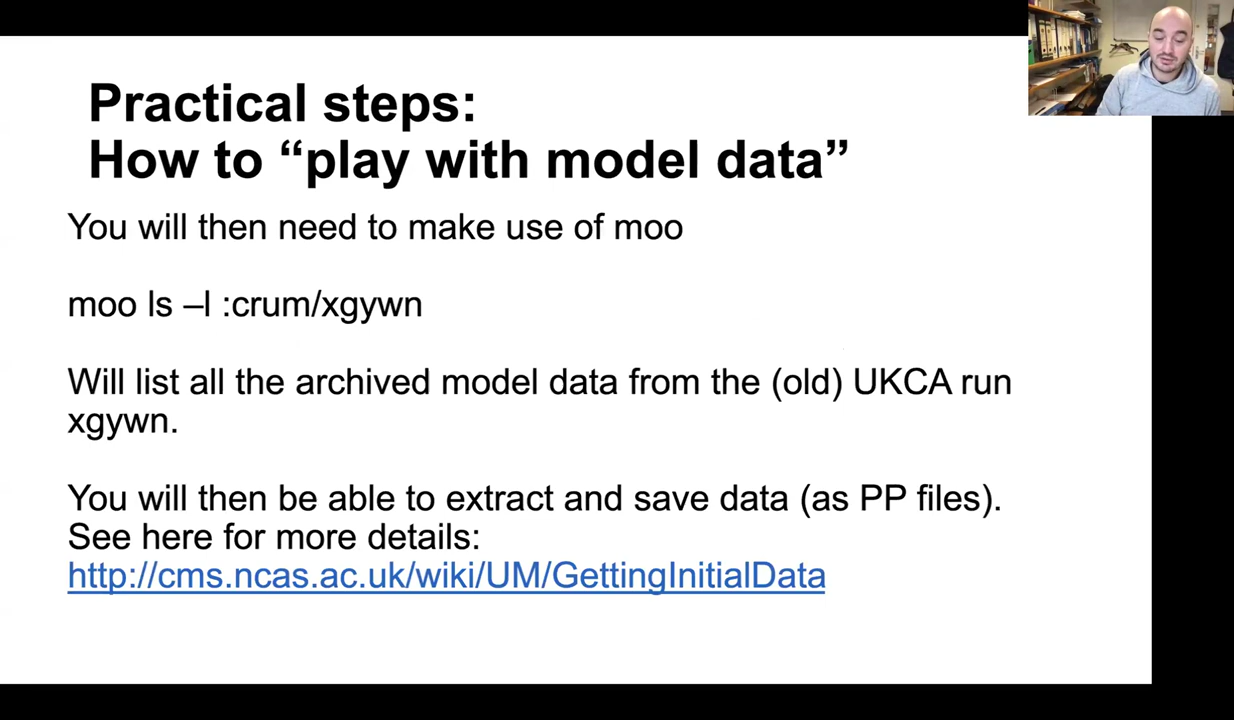 Practical steps:
How to “play with model data”
You will then need to make use of moo
moo ls –l :crum/xgywn
Will list all the archived model data from the (old) UKCA run
xgywn.
You will then be able to extract and save data (as PP files).
See here for more details:
http://cms.ncas.ac.uk/wiki/UM/GettingInitialData